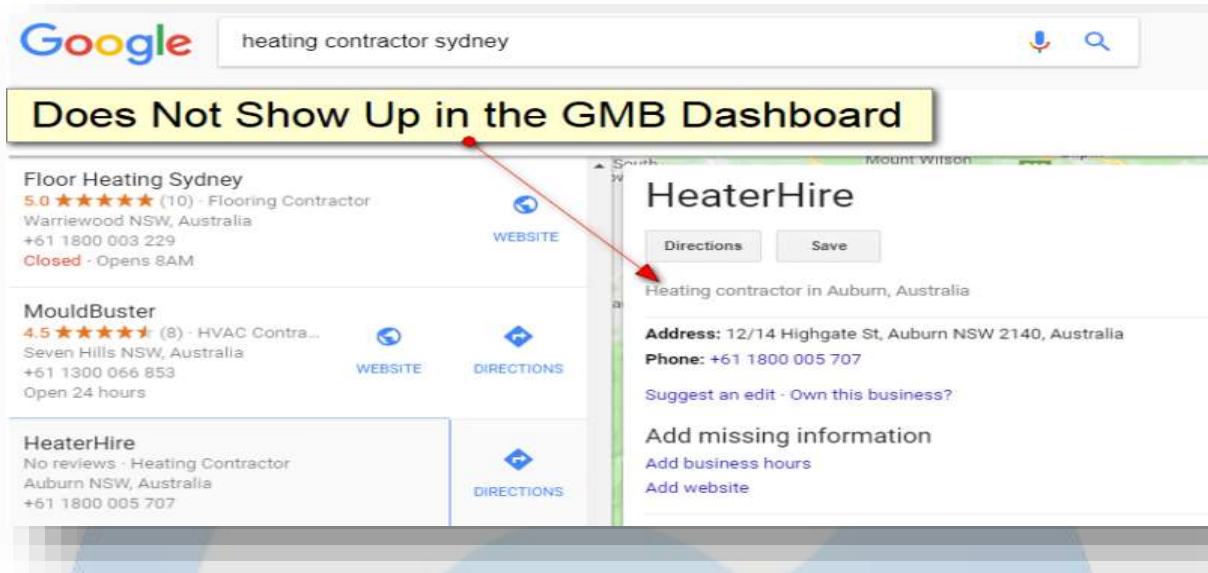 Google
heating contractor sydney
Does Not Show Up in the GMB Dashboard
Floor Heating Sydney
5.0 ★★★★★ (10) · Flooring Contractor
Warriewood NSW, Australia
+61 1800 003 229
Closed · Opens 8AM
WEBSITE
MouldBuster
4.5 ★★★★★ (8) · HVAC Contra...
Seven Hills NSW, Australia
+61 1300 066 853
Open 24 hours
WEBSITE
DIRECTIONS
HeaterHire
No reviews · Heating Contractor
Auburn NSW, Australia
+61 1800 005 707
DIRECTIONS
South
Mount Wilson
HeaterHire
Directions
Save
Heating contractor in Auburn, Australia
Address: 12/14 Highgate St, Auburn NSW 2140, Australia
Phone: +61 1800 005 707
Suggest an edit · Own this business?
Add missing information
Add business hours
Add website